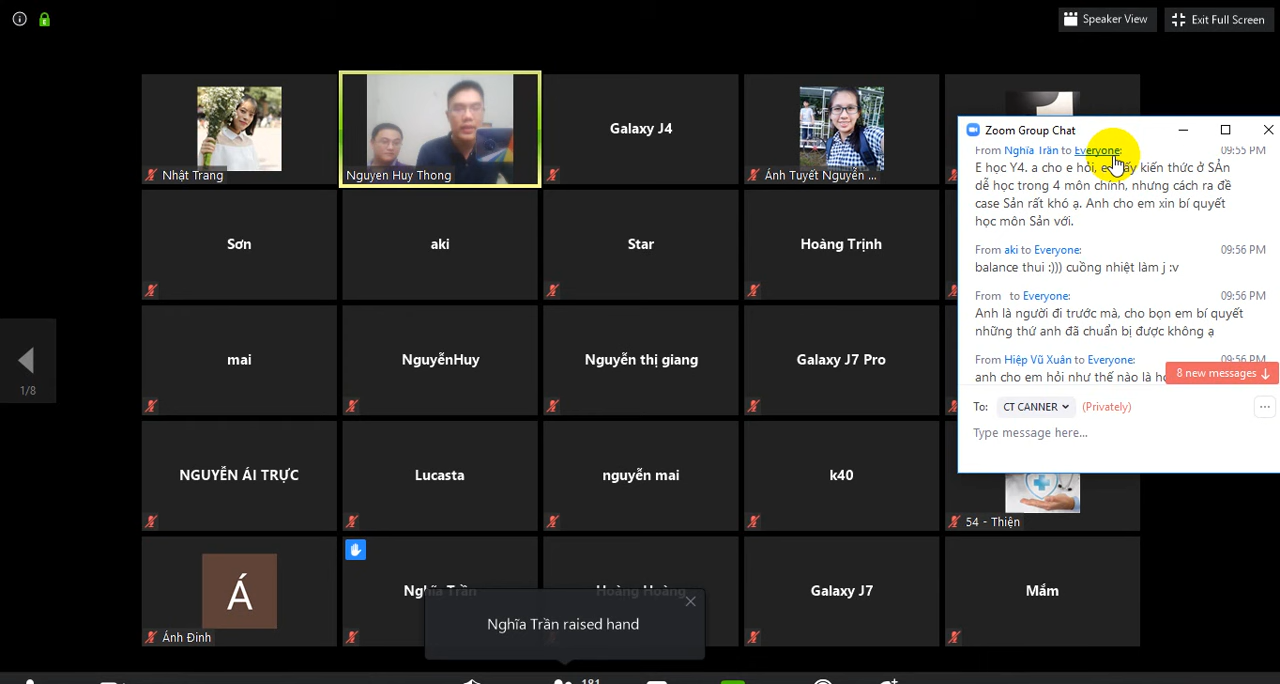 Speaker View
Exit Full Screen
Nhật Trang
Nguyen Huy Thong
Galaxy J4
Ánh Tuyết Nguyễn ...
Sơn
aki
Star
Hoàng Trịnh
mai
NguyễnHuy
Nguyễn thị giang
Galaxy J7 Pro
1/8
NGUYỄN ÁI TRỰC
Lucasta
nguyễn mai
k40
54 - Thiện
Á
Ánh Đinh
Nghĩa Trần
Hoàng Hoàng
Galaxy J7
Mắm
Nghĩa Trần raised hand
181
Zoom Group Chat
From Nghĩa Trần to Everyone: 09:55 PM
E học Y4. a cho e hỏi, e thấy kiến thức ở SẢn
dễ học trong 4 môn chính, nhưng cách ra đề
case Sản rất khó ạ. Anh cho em xin bí quyết
học môn Sản với.
From aki to Everyone: 09:56 PM
balance thui :))) cuồng nhiệt làm j :v
From to Everyone: 09:56 PM
Anh là người đi trước mà, cho bọn em bí quyết
những thứ anh đã chuẩn bị được không ạ
From Hiệp Vũ Xuân to Everyone: 09:56 PM
anh cho em hỏi như thế nào là
8 new messages
To: CT CANNER (Privately)
Type message here...